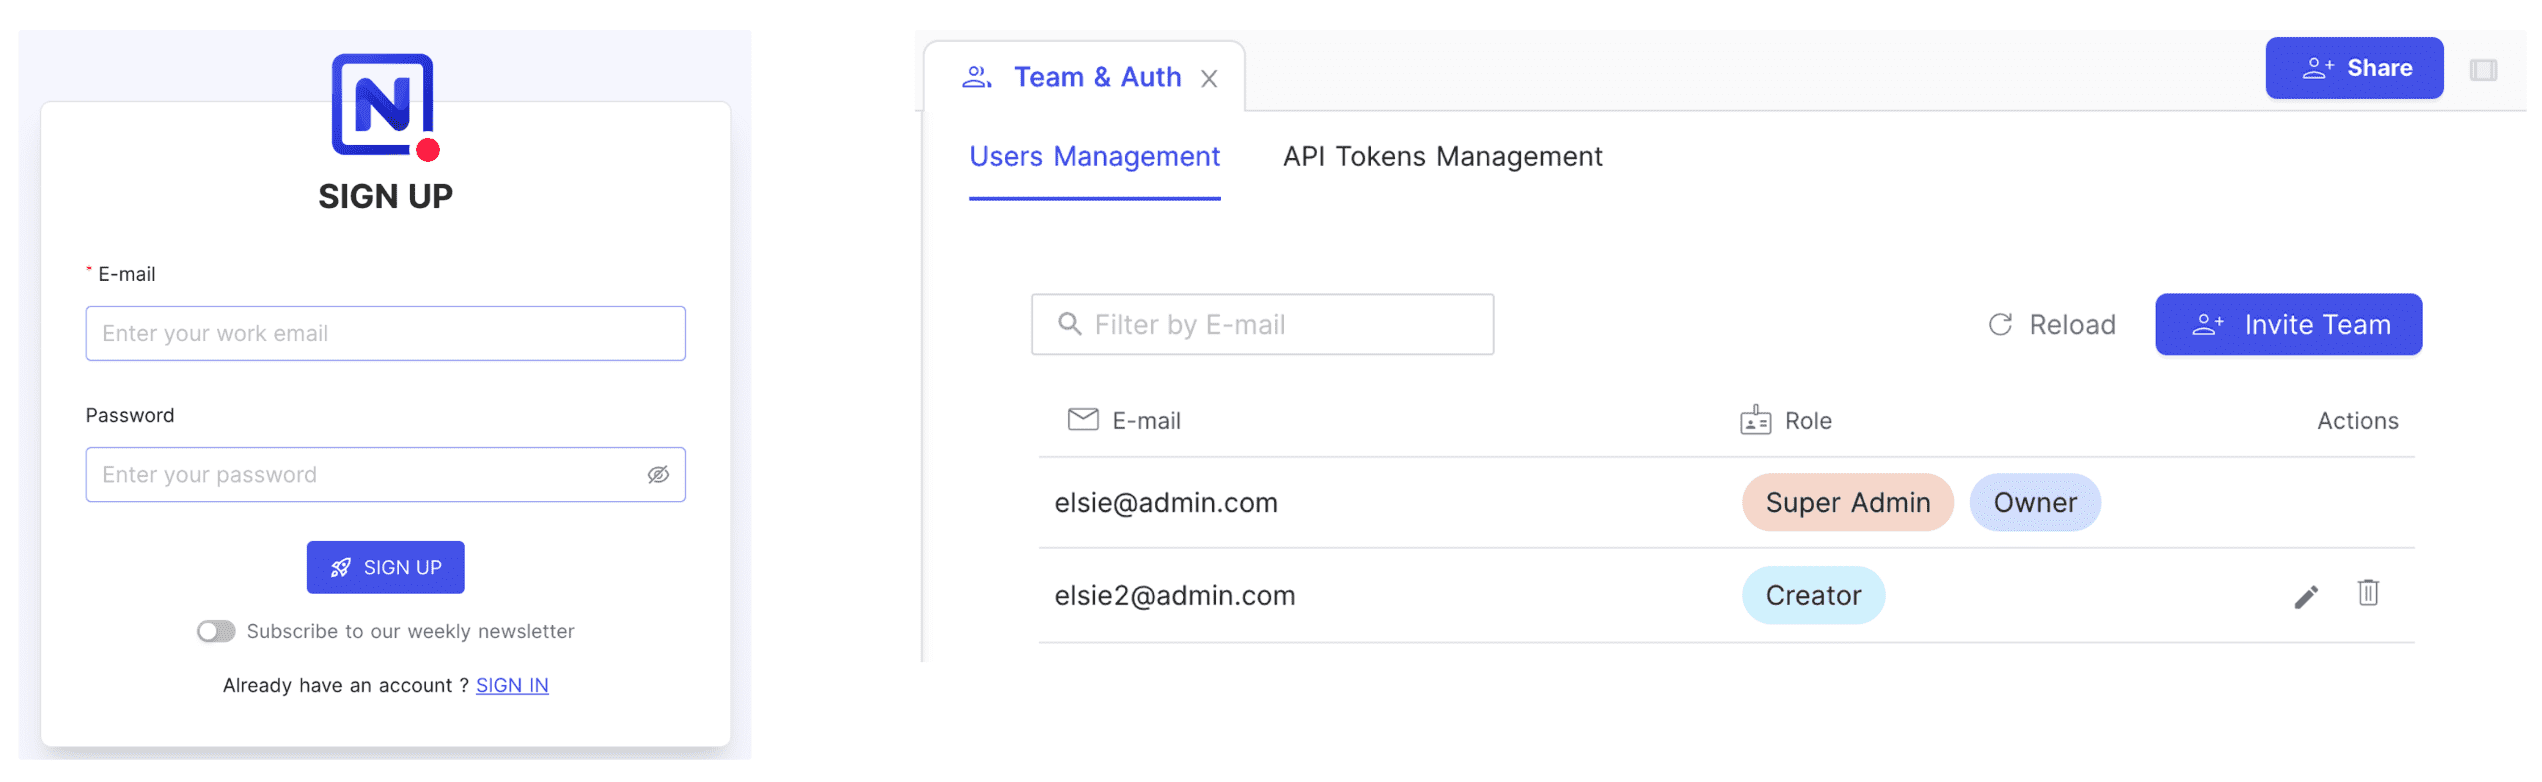 N
SIGN UP
* E-mail
Enter your work email
Password
Enter your password
SIGN UP
Subscribe to our weekly newsletter
Already have an account ? SIGN IN
Team & Auth
Share
Users Management API Tokens Management
Filter by E-mail Reload Invite Team
E-mail Role Actions
elsie@admin.com Super Admin Owner
elsie2@admin.com Creator